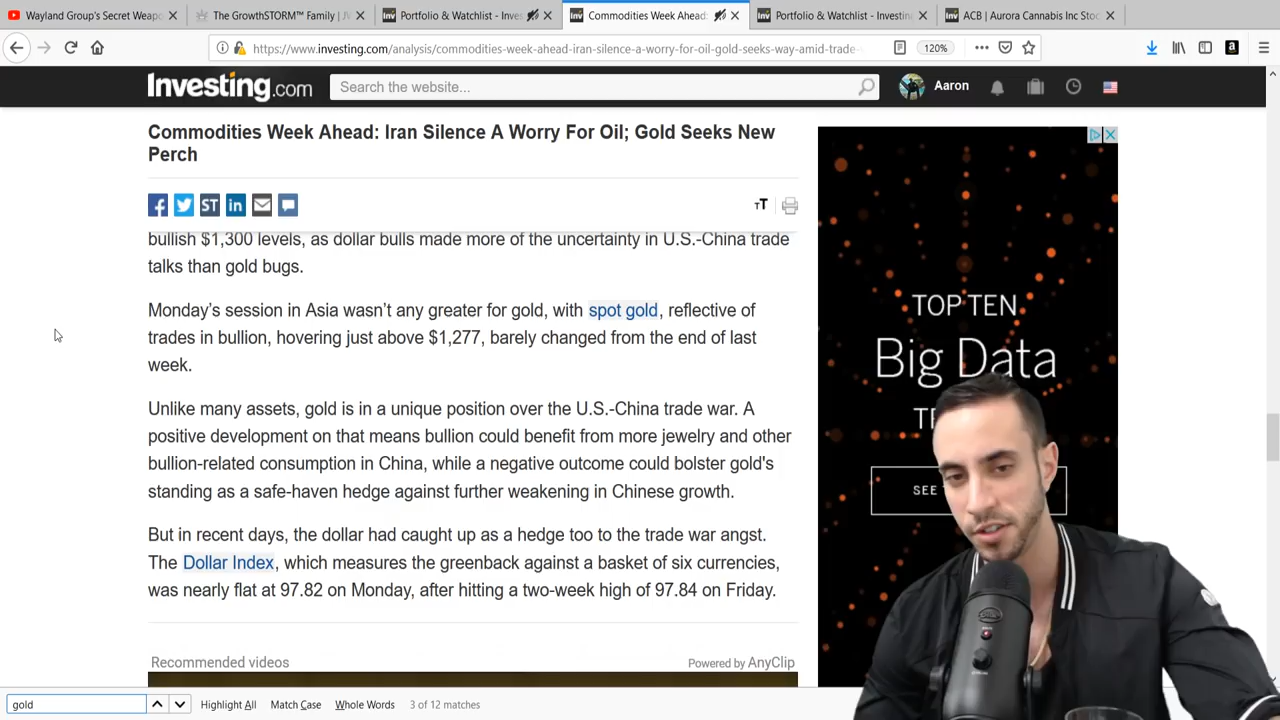 Wayland Group's Secret Weapo
The GrowthSTORM™ Family | JV
Portfolio & Watchlist - Inves
Commodities Week Ahead:
Portfolio & Watchlist - Investin
ACB | Aurora Cannabis Inc Stoc
https://www.investing.com/analysis/commodities-week-ahead-iran-silence-a-worry-for-oil-gold-seeks-way-amid-trade-
120%
Investing.com
Search the website...
Aaron
Commodities Week Ahead: Iran Silence A Worry For Oil; Gold Seeks New
Perch
ST
in
TT
bullish $1,300 levels, as dollar bulls made more of the uncertainty in U.S.-China trade
talks than gold bugs.
Monday's session in Asia wasn't any greater for gold, with spot gold, reflective of
trades in bullion, hovering just above $1,277, barely changed from the end of last
week.
Unlike many assets, gold is in a unique position over the U.S.-China trade war. A
positive development on that means bullion could benefit from more jewelry and other
bullion-related consumption in China, while a negative outcome could bolster gold's
standing as a safe-haven hedge against further weakening in Chinese growth.
But in recent days, the dollar had caught up as a hedge too to the trade war angst.
The Dollar Index, which measures the greenback against a basket of six currencies,
was nearly flat at 97.82 on Monday, after hitting a two-week high of 97.84 on Friday.
Recommended videos
Powered by AnyClip
TOP TEN
Big Data
SEE
gold
Highlight All
Match Case
Whole Words
3 of 12 matches